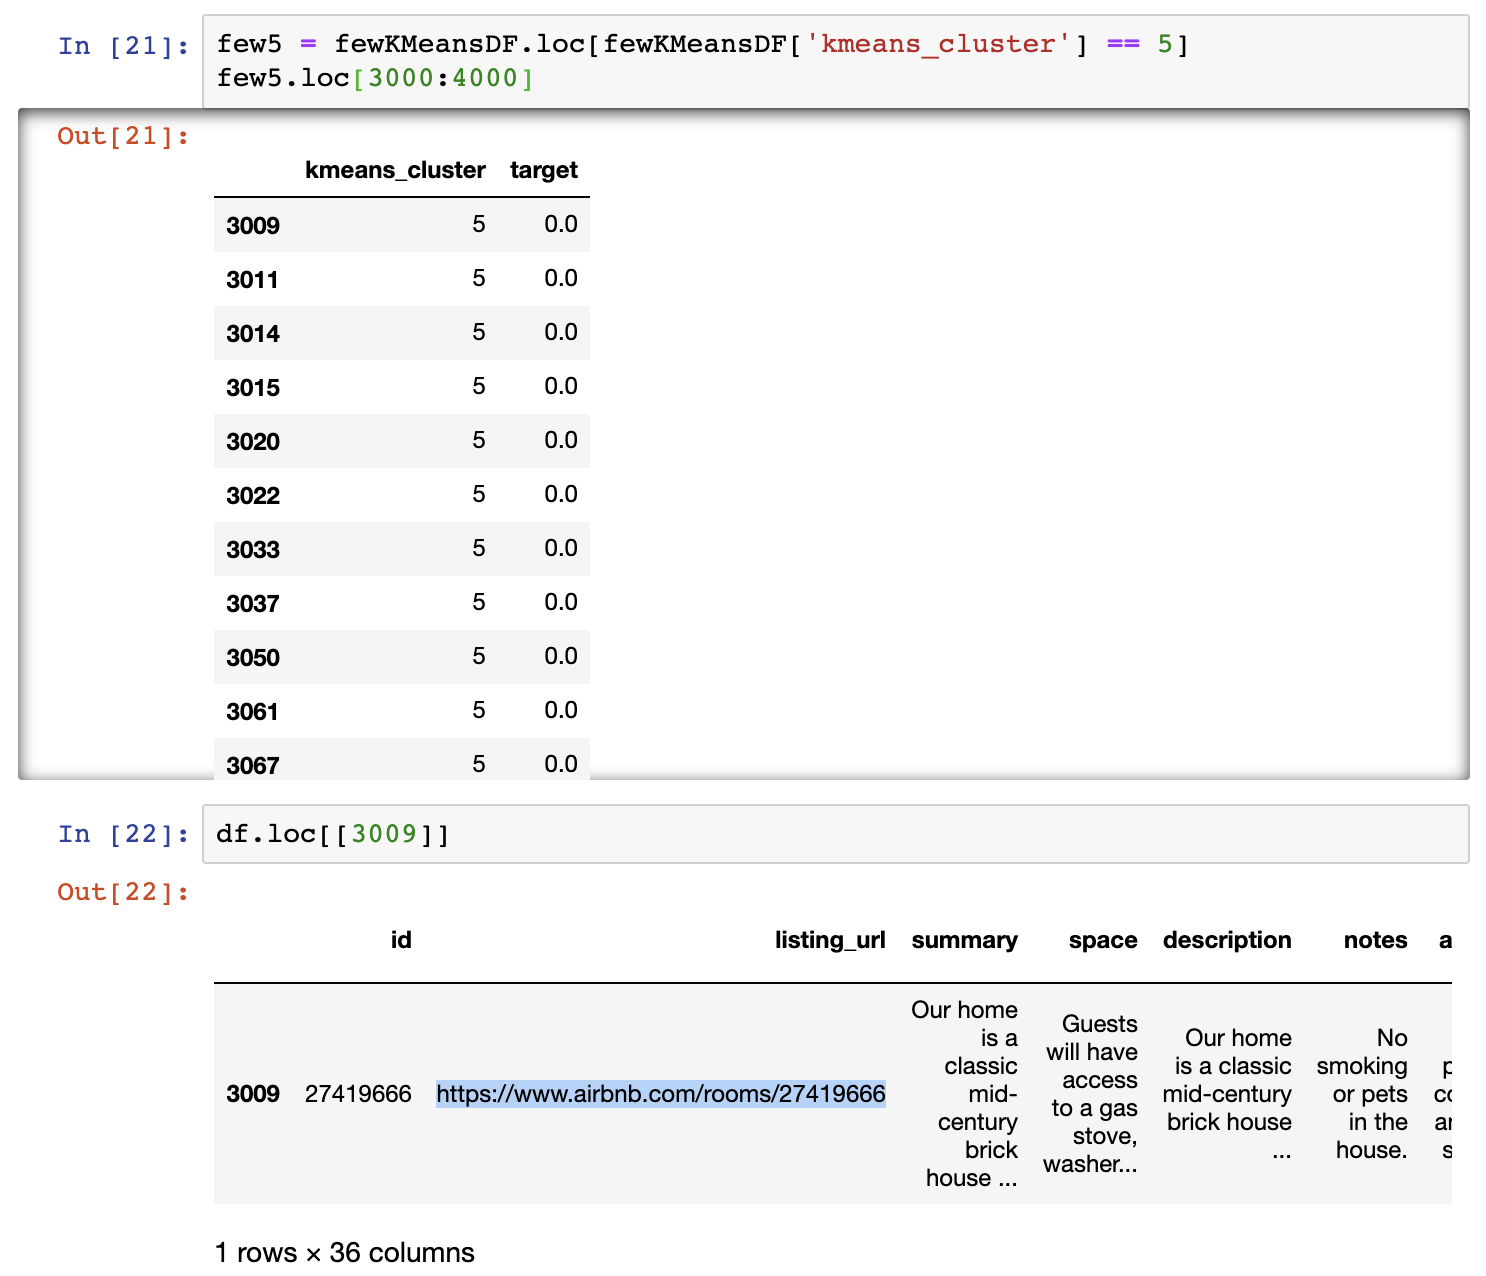 In [21]: few5 = fewKMeansDF.loc[fewKMeansDF['kmeans_cluster'] == 5]
few5.loc[3000:4000]
Out[21]:
kmeans_cluster target
3009 5 0.0
3011 5 0.0
3014 5 0.0
3015 5 0.0
3020 5 0.0
3022 5 0.0
3033 5 0.0
3037 5 0.0
3050 5 0.0
3061 5 0.0
3067 5 0.0
In [22]: df.loc[[3009]]
Out[22]:
id listing_url summary space description notes a
3009 27419666 https://www.airbnb.com/rooms/27419666
Our home
is a
classic
mid-
century
brick
house ...
Guests
will have
access
to a gas
stove,
washer...
Our home
is a classic
mid-century
brick house
...
No
smoking
or pets
in the
house.
1 rows × 36 columns